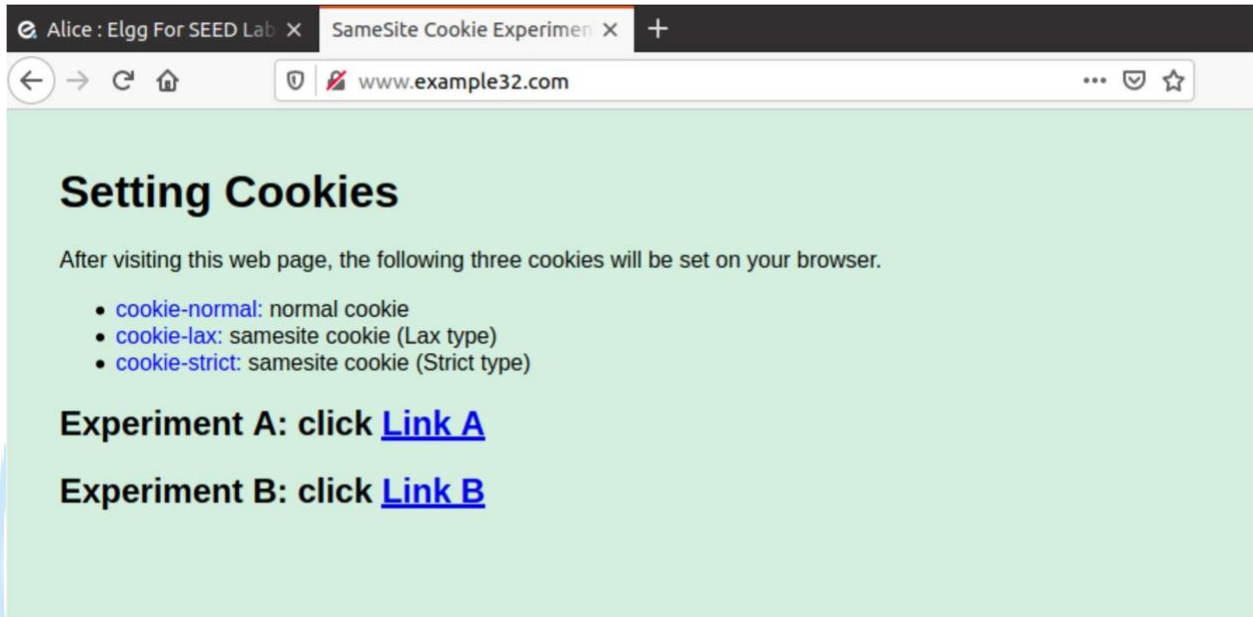 Alice : Elgg For SEED Lab
SameSite Cookie Experimen
www.example32.com
Setting Cookies
After visiting this web page, the following three cookies will be set on your browser.
cookie-normal: normal cookie
cookie-lax: samesite cookie (Lax type)
cookie-strict: samesite cookie (Strict type)
Experiment A: click Link A
Experiment B: click Link B